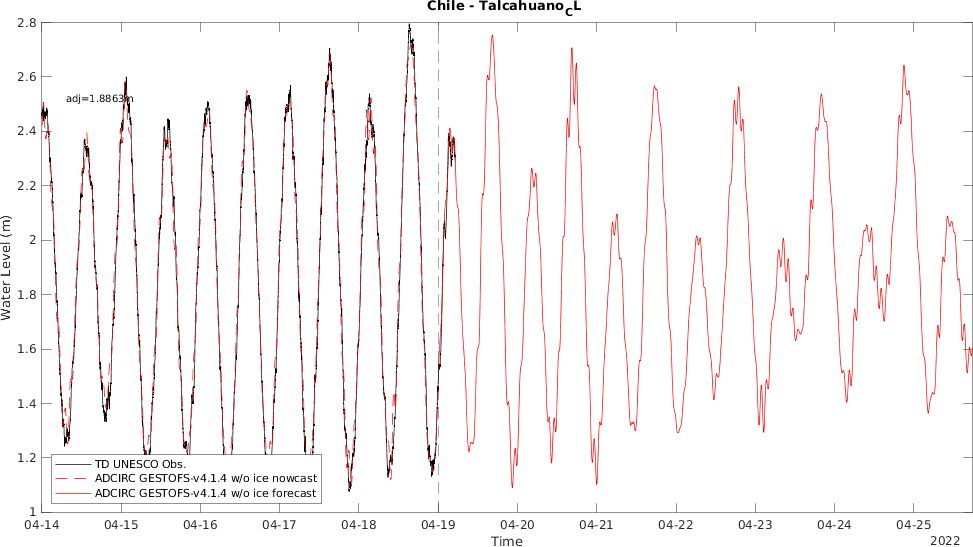 Chile - Talcahuano_CL
2.8
2.6
adj=1.8863m
2.4
2.2
2
Water Level (m)
1.8
1.6
1.4
1.2
TD UNESCO Obs.
ADCIRC GESTOFS-v4.1.4 w/o ice nowcast
ADCIRC GESTOFS-v4.1.4 w/o ice forecast
1
04-14 04-15 04-16 04-17 04-18 04-19 04-20 04-21 04-22 04-23 04-24 04-25
Time
2022